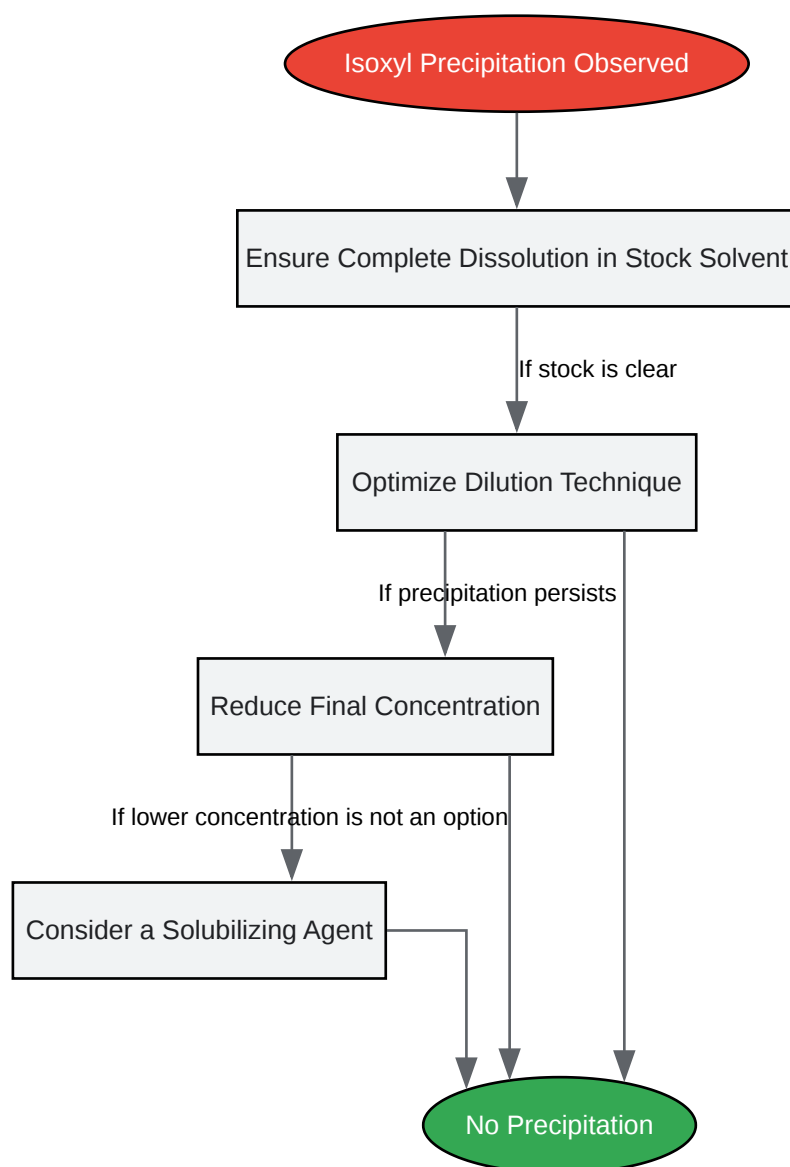 Isoxyl Precipitation Observed
Ensure Complete Dissolution in Stock Solvent
If stock is clear
Optimize Dilution Technique
If precipitation persists
Reduce Final Concentration
If lower concentration is not an option
Consider a Solubilizing Agent
No Precipitation